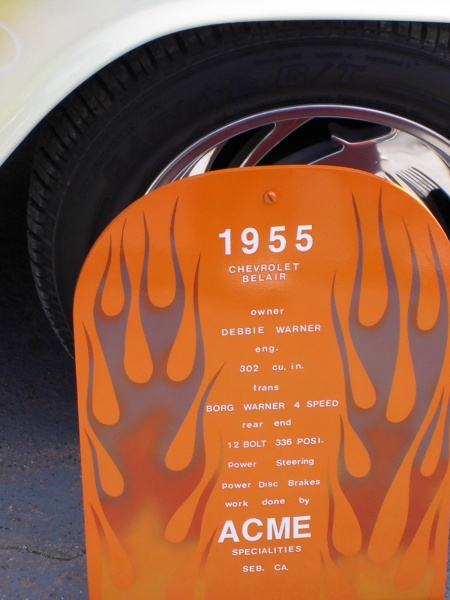 RADIAL G/T
1955
CHEVROLET
BELAIR
owner
DEBBIE WARNER
eng.
302 cu. in.
trans
BORG WARNER 4 SPEED
rear end
12 BOLT 336 POSI.
Power Steering
Power Disc Brakes
work done by
ACME
SPECIALITIES
SEB. CA.